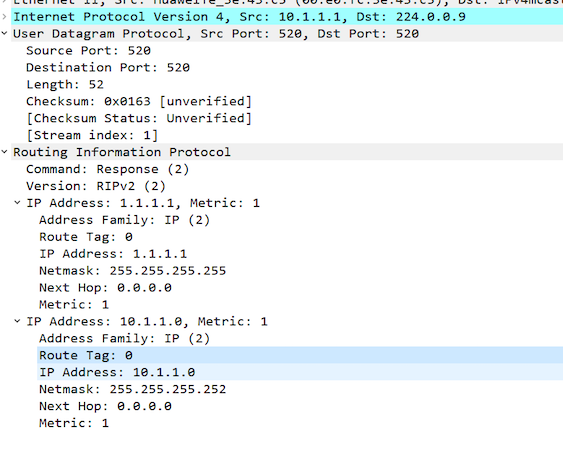 Ethernet II, Src: HuaweiTe_5e:45:c5 (00:e0:fc:5e:45:c5), Dst: IPv4mcast
Internet Protocol Version 4, Src: 10.1.1.1, Dst: 224.0.0.9
User Datagram Protocol, Src Port: 520, Dst Port: 520
Source Port: 520
Destination Port: 520
Length: 52
Checksum: 0x0163 [unverified]
[Checksum Status: Unverified]
[Stream index: 1]
Routing Information Protocol
Command: Response (2)
Version: RIPv2 (2)
IP Address: 1.1.1.1, Metric: 1
Address Family: IP (2)
Route Tag: 0
IP Address: 1.1.1.1
Netmask: 255.255.255.255
Next Hop: 0.0.0.0
Metric: 1
IP Address: 10.1.1.0, Metric: 1
Address Family: IP (2)
Route Tag: 0
IP Address: 10.1.1.0
Netmask: 255.255.255.252
Next Hop: 0.0.0.0
Metric: 1